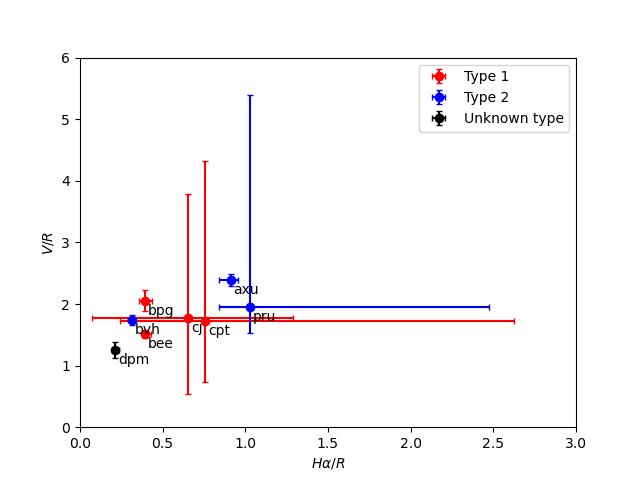 6
Type 1
Type 2
Unknown type
5
4
V/R
3
axu
2
bpg
pru
byh
cj
cpt
bee
dpm
1
0
0.0 0.5 1.0 1.5 2.0 2.5 3.0
Hα/R